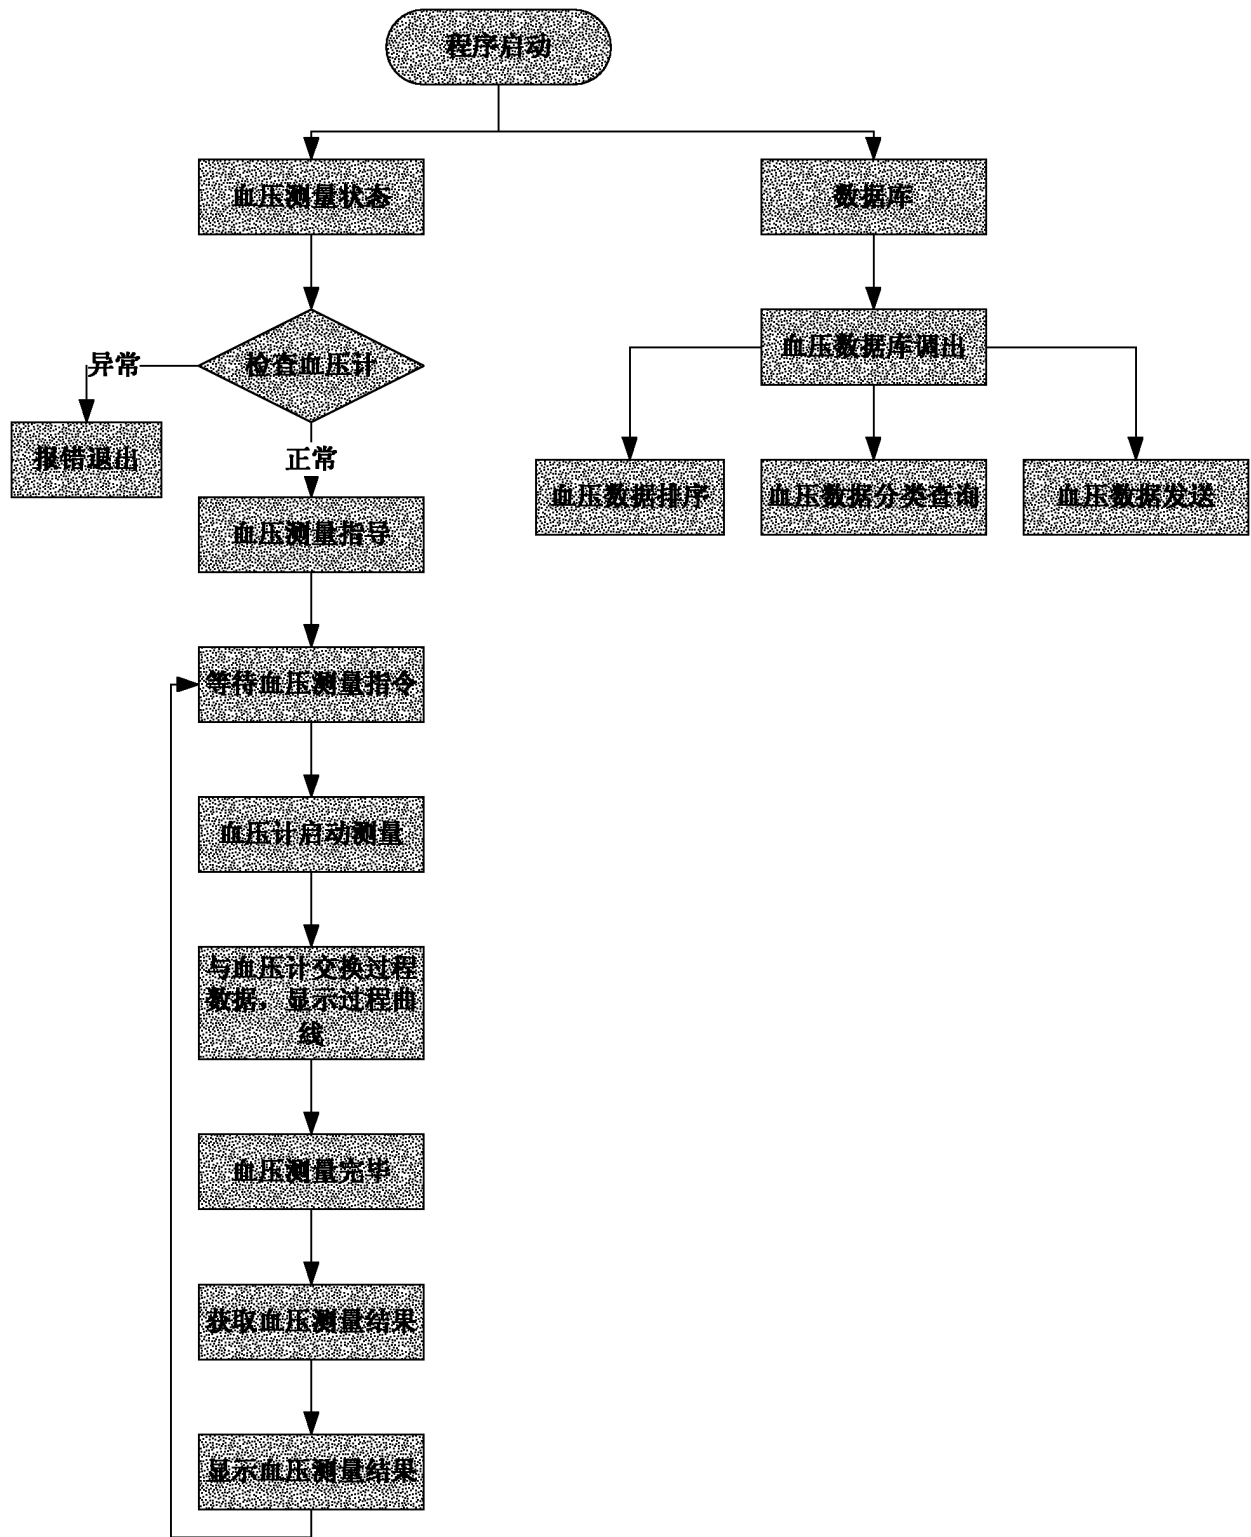 程序启动
血压测量状态
数据库
检查血压计
异常
报错退出
正常
血压测量指导
等待血压测量指令
血压计启动测量
与血压计交换过程
数据，显示过程曲
线
血压测量完毕
获取血压测量结果
显示血压测量结果
血压数据库调出
血压数据排序
血压数据分类查询
血压数据发送